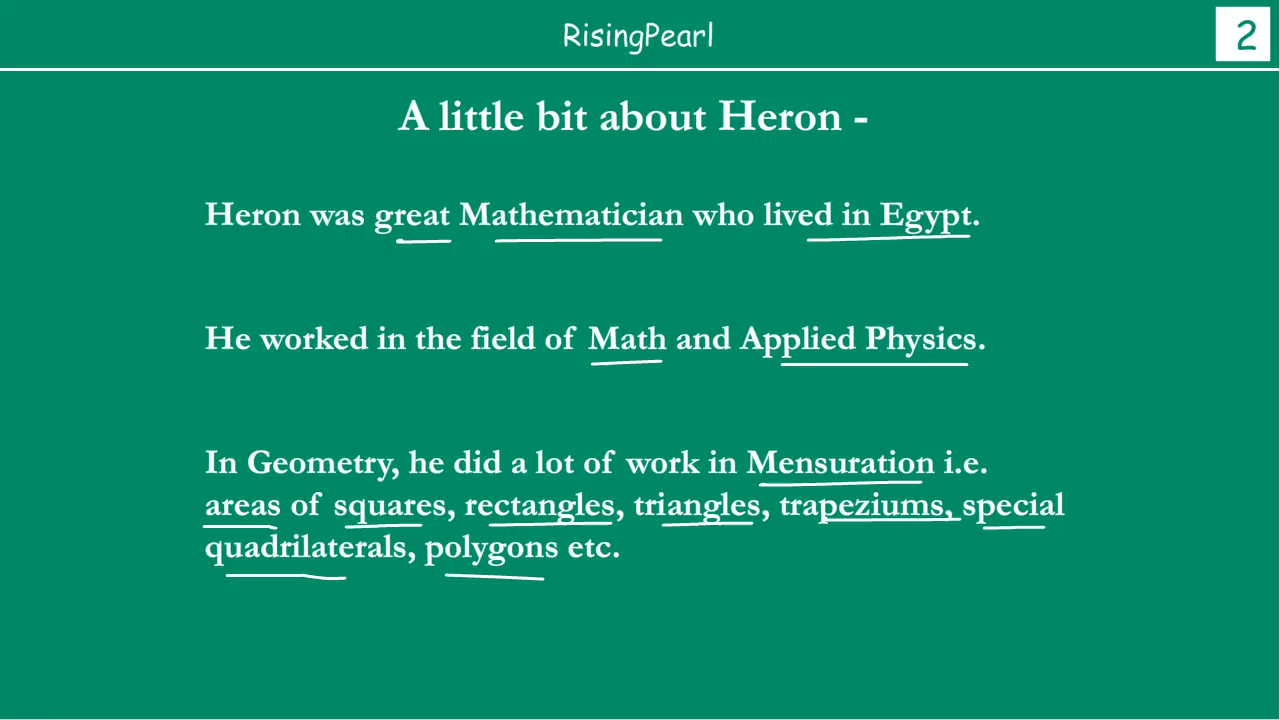 RisingPearl
2
A little bit about Heron -
Heron was great Mathematician who lived in Egypt.
He worked in the field of Math and Applied Physics.
In Geometry, he did a lot of work in Mensuration i.e.
areas of squares, rectangles, triangles, trapeziums, special
quadrilaterals, polygons etc.